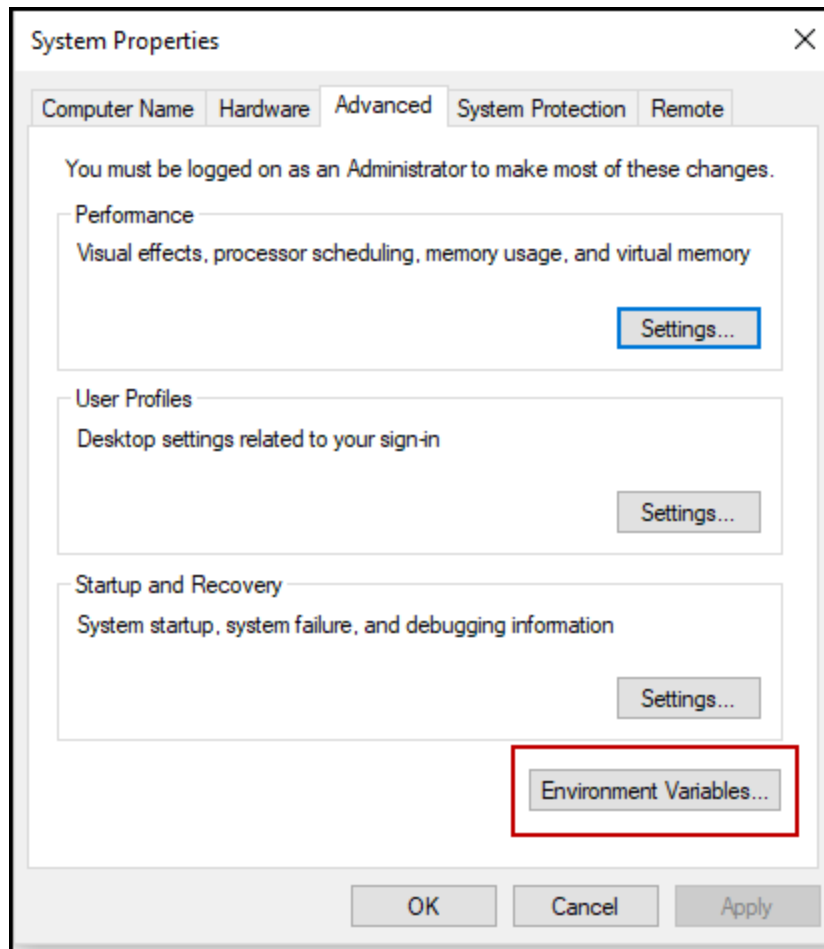 System Properties
Computer Name Hardware Advanced System Protection Remote
You must be logged on as an Administrator to make most of these changes.
Performance
Visual effects, processor scheduling, memory usage, and virtual memory
Settings...
User Profiles
Desktop settings related to your sign-in
Settings...
Startup and Recovery
System startup, system failure, and debugging information
Settings...
Environment Variables...
OK Cancel Apply